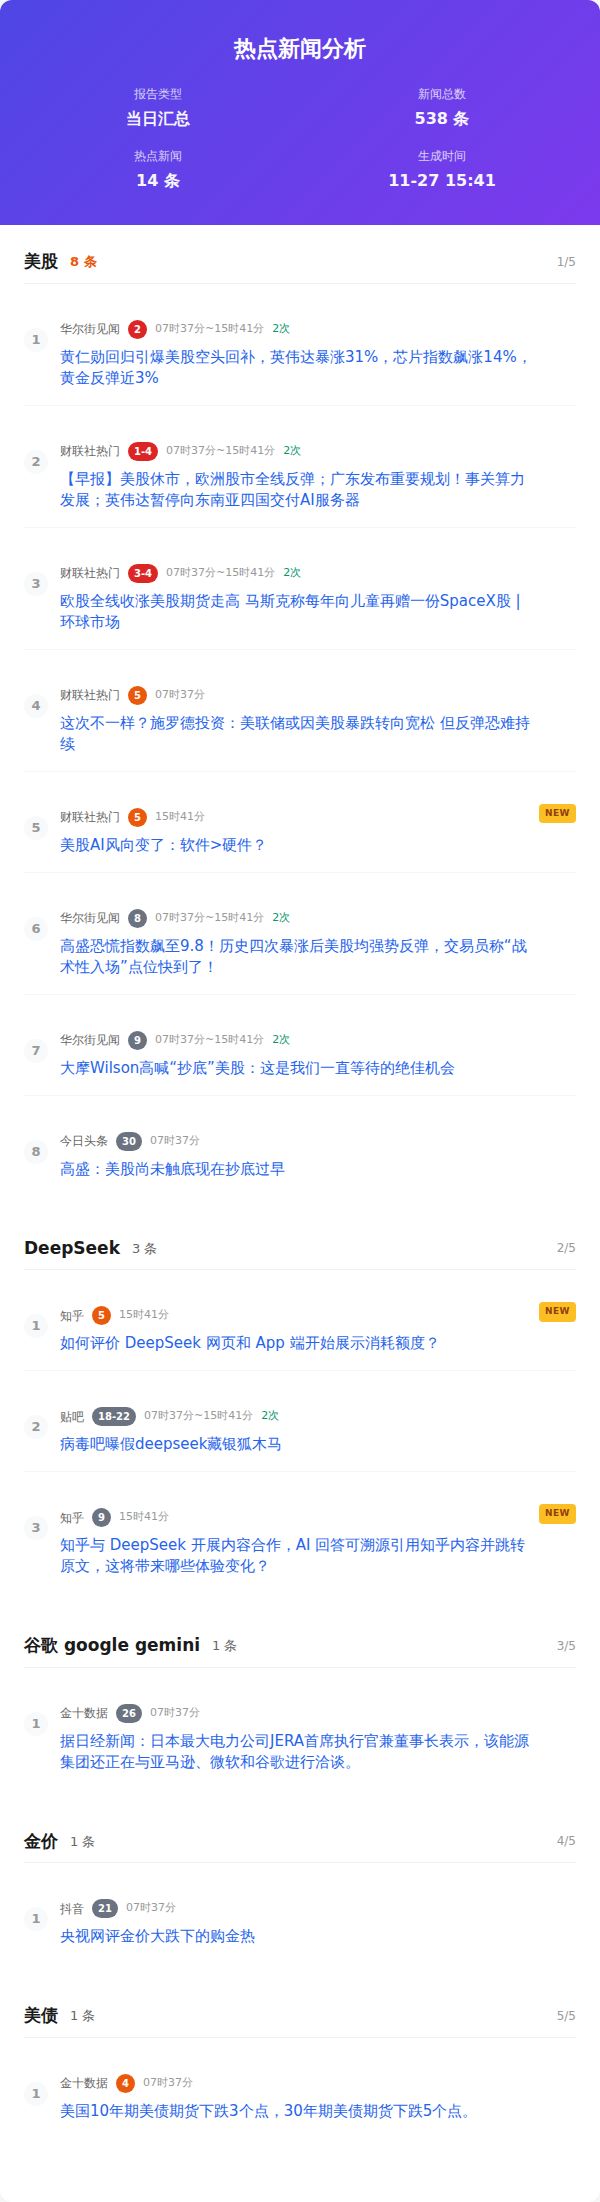 热点新闻分析
报告类型
新闻总数
当日汇总
538 条
热点新闻
生成时间
14 条
11-27 15:41
美股 8 条 1/5
1 华尔街见闻 2 07时37分~15时41分 2次
黄仁勋回归引爆美股空头回补，英伟达暴涨31%，芯片指数飙涨14%，
黄金反弹近3%
2 财联社热门 1-4 07时37分~15时41分 2次
【早报】美股休市，欧洲股市全线反弹；广东发布重要规划！事关算力
发展；英伟达暂停向东南亚四国交付AI服务器
3 财联社热门 3-4 07时37分~15时41分 2次
欧股全线收涨美股期货走高 马斯克称每年向儿童再赠一份SpaceX股 |
环球市场
4 财联社热门 5 07时37分
这次不一样？施罗德投资：美联储或因美股暴跌转向宽松 但反弹恐难持
续
5 财联社热门 5 15时41分 NEW
美股AI风向变了：软件>硬件？
6 华尔街见闻 8 07时37分~15时41分 2次
高盛恐慌指数飙至9.8！历史四次暴涨后美股均强势反弹，交易员称“战
术性入场”点位快到了！
7 华尔街见闻 9 07时37分~15时41分 2次
大摩Wilson高喊“抄底”美股：这是我们一直等待的绝佳机会
8 今日头条 30 07时37分
高盛：美股尚未触底现在抄底过早
DeepSeek 3 条 2/5
1 知乎 5 15时41分 NEW
如何评价 DeepSeek 网页和 App 端开始展示消耗额度？
2 贴吧 18-22 07时37分~15时41分 2次
病毒吧曝假deepseek藏银狐木马
3 知乎 9 15时41分 NEW
知乎与 DeepSeek 开展内容合作，AI 回答可溯源引用知乎内容并跳转
原文，这将带来哪些体验变化？
谷歌 google gemini 1 条 3/5
1 金十数据 26 07时37分
据日经新闻：日本最大电力公司JERA首席执行官兼董事长表示，该能源
集团还正在与亚马逊、微软和谷歌进行洽谈。
金价 1 条 4/5
1 抖音 21 07时37分
央视网评金价大跌下的购金热
美债 1 条 5/5
1 金十数据 4 07时37分
美国10年期美债期货下跌3个点，30年期美债期货下跌5个点。